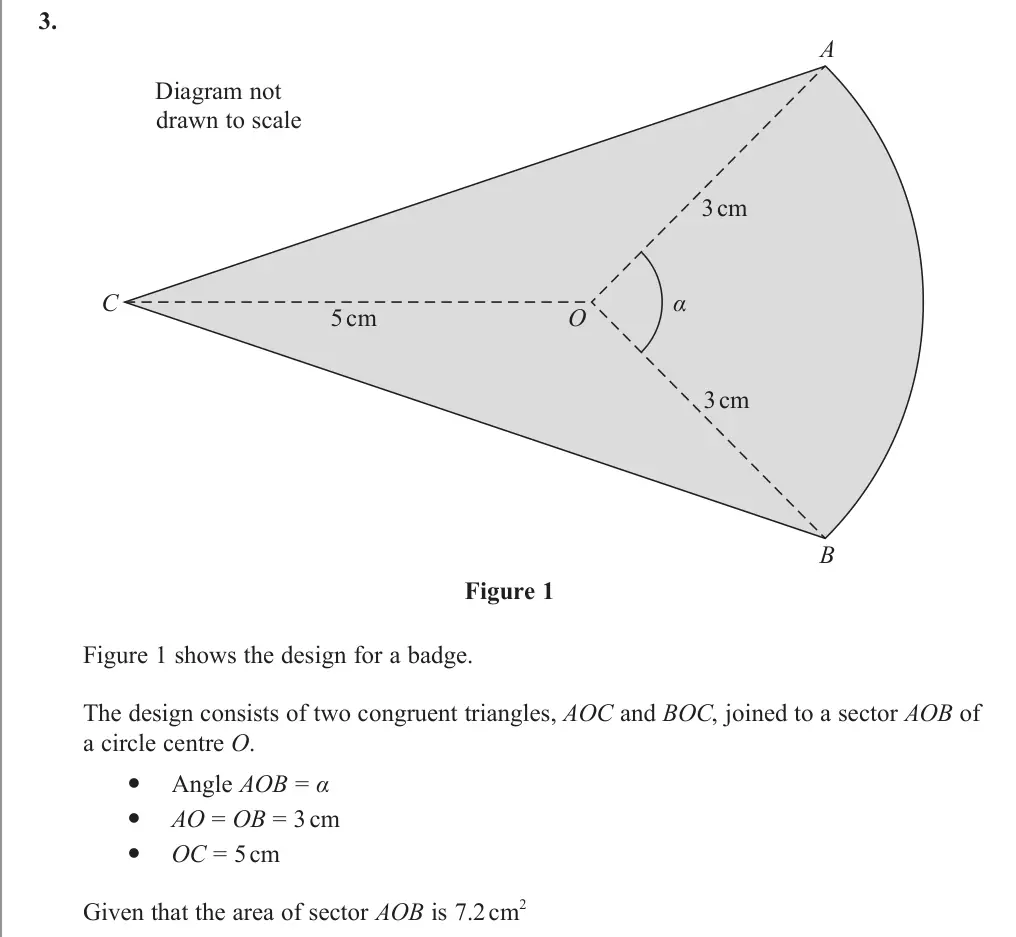 3.
Diagram not
drawn to scale
A
3 cm
C
5 cm
O
α
3 cm
B
Figure 1
Figure 1 shows the design for a badge.
The design consists of two congruent triangles, AOC and BOC, joined to a sector AOB of
a circle centre O.
• Angle AOB = α
• AO = OB = 3 cm
• OC = 5 cm
Given that the area of sector AOB is 7.2 cm²